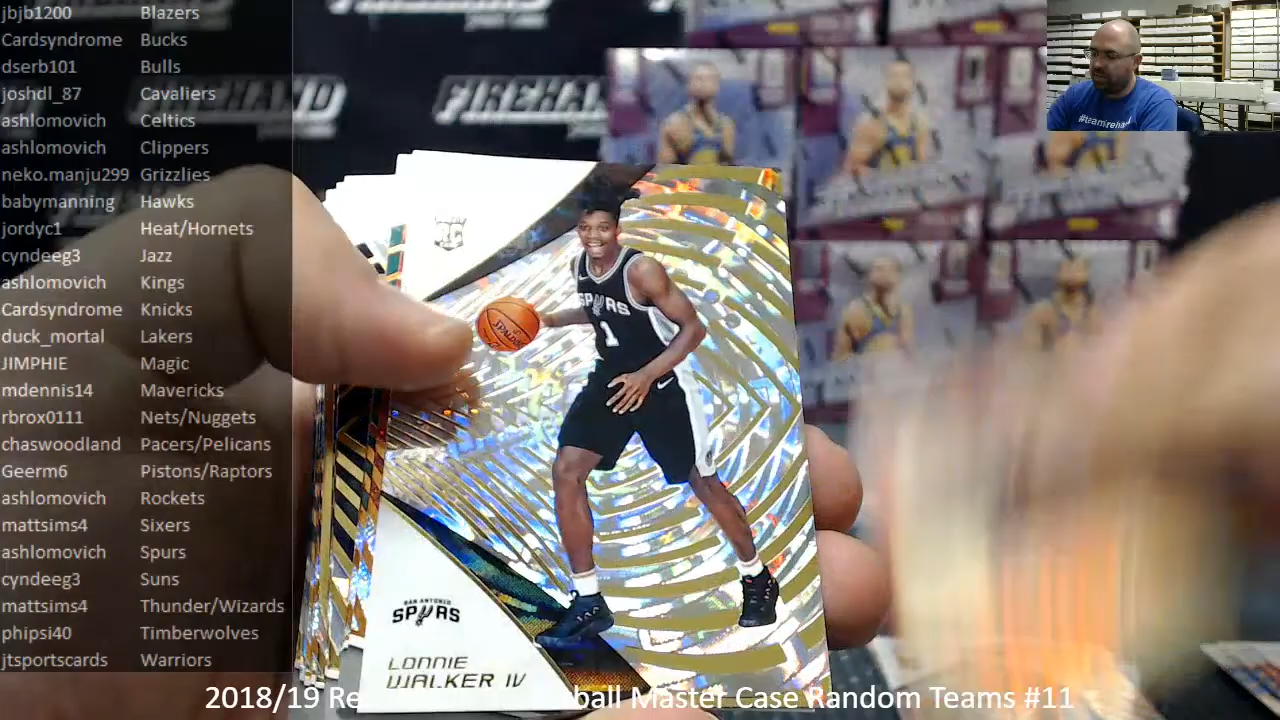 jbjb1200 Blazers
Cardsyndrome Bucks
dserb101 Bulls
joshdl_87 Cavaliers
ashlomovich Celtics
ashlomovich Clippers
neko.manju299 Grizzlies
babymanning Hawks
jordyc1 Heat/Hornets
cyndeeg3 Jazz
ashlomovich Kings
Cardsyndrome Knicks
duck_mortal Lakers
JIMPHIE Magic
mdennis14 Mavericks
rbrox0111 Nets/Nuggets
chaswoodland Pacers/Pelicans
Geerm6 Pistons/Raptors
ashlomovich Rockets
mattsims4 Sixers
ashlomovich Spurs
cyndeeg3 Suns
mattsims4 Thunder/Wizards
phipsi40 Timberwolves
jtsportscards Warriors
FIREHAND
RC
SPURS
1
SPALDING
SAN ANTONIO
SPURS
LONNIE
WALKER IV
2018/19 Master Case Random Teams #11